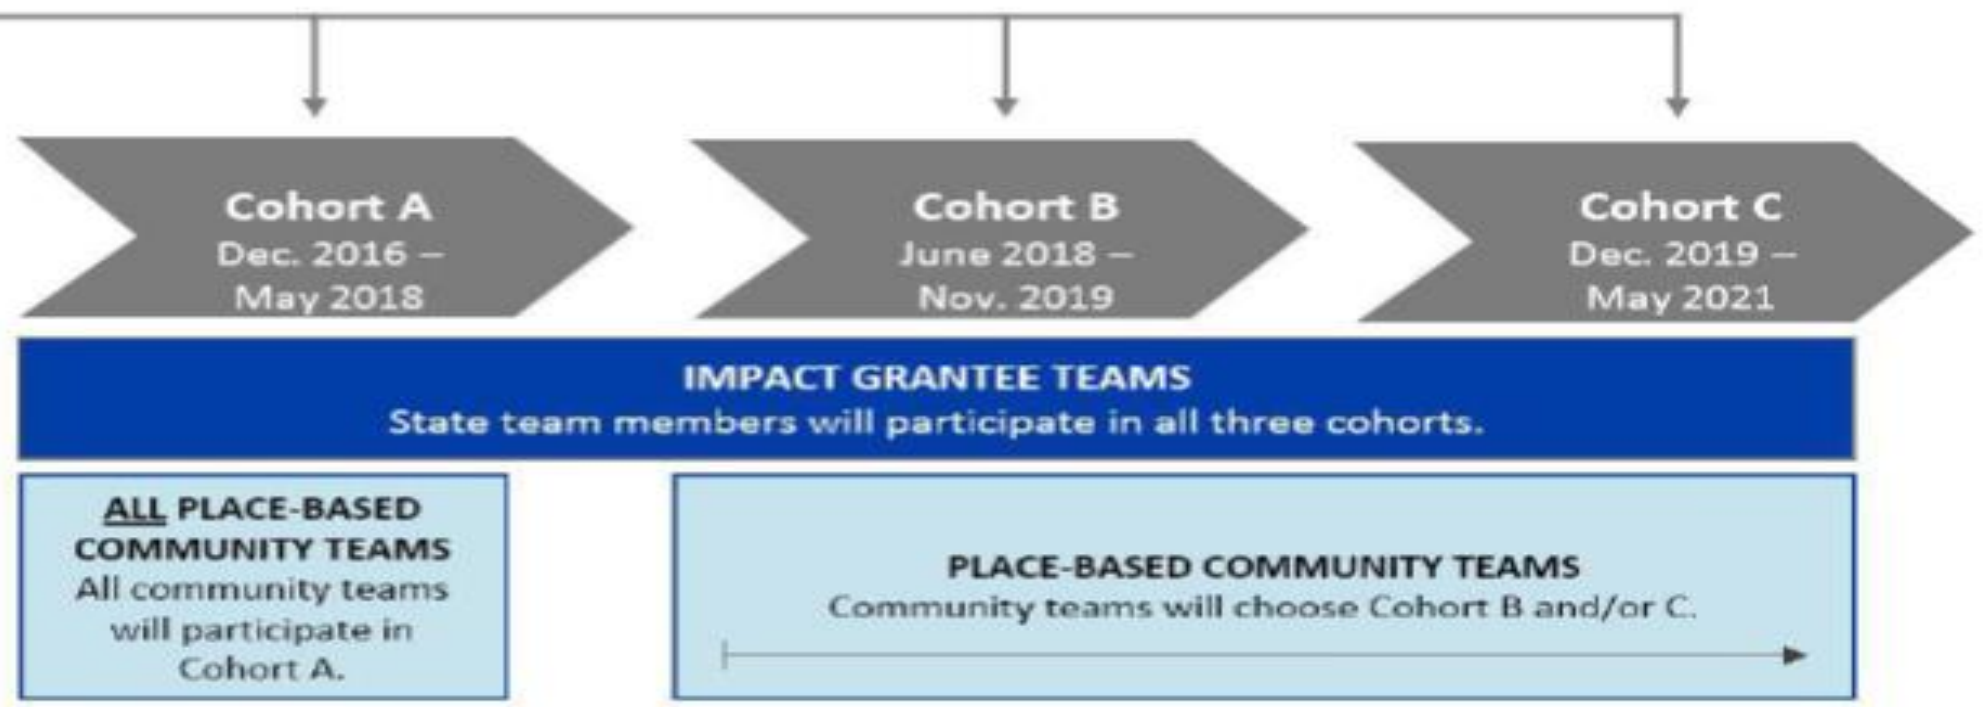 Cohort A
Dec. 2016 –
May 2018
Cohort B
June 2018 –
Nov. 2019
Cohort C
Dec. 2019 –
May 2021
IMPACT GRANTEE TEAMS
State team members will participate in all three cohorts.
ALL PLACE-BASED
COMMUNITY TEAMS
All community teams
will participate in
Cohort A.
PLACE-BASED COMMUNITY TEAMS
Community teams will choose Cohort B and/or C.